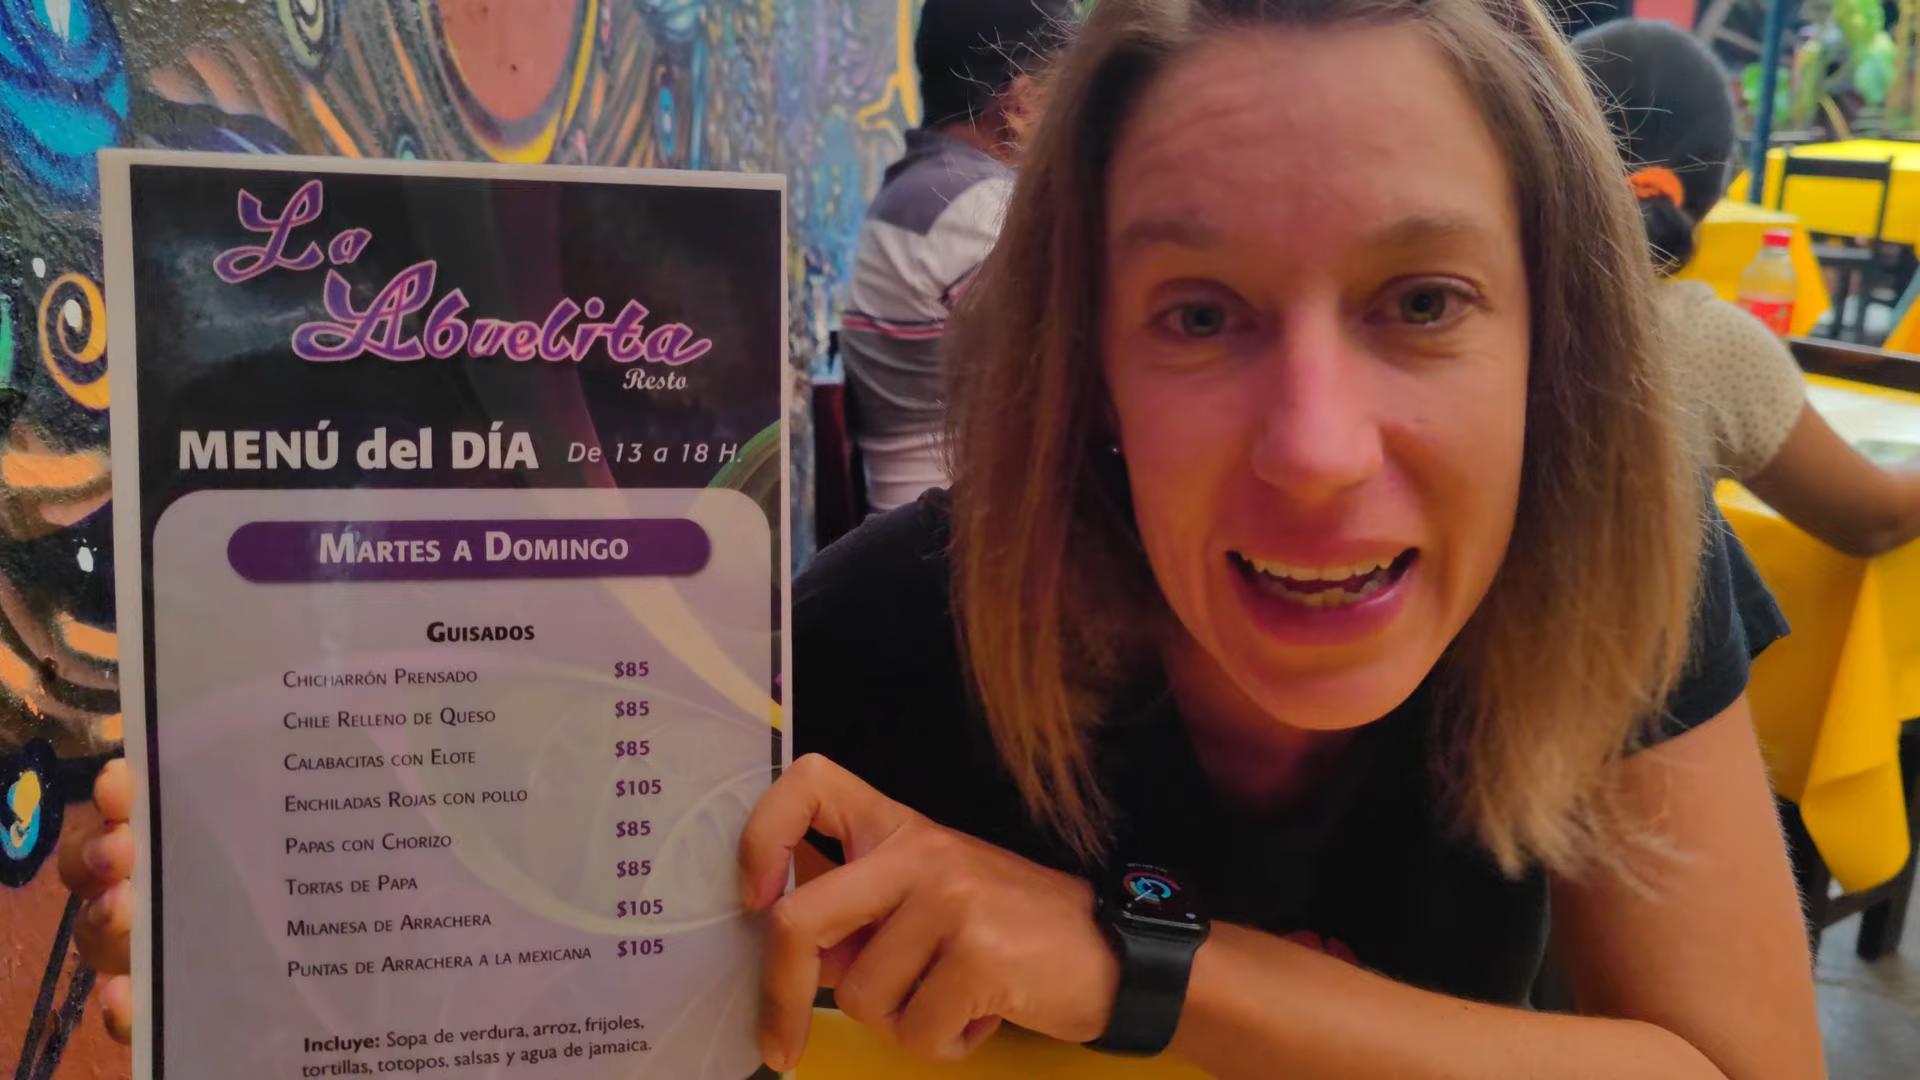 La
Abuelita
Resto
MENÚ del DÍA De 13 a 18 H.
MARTES A DOMINGO
GUISADOS
CHICHARRÓN PRENSADO $85
CHILE RELLENO DE QUESO $85
CALABACITAS CON ELOTE $85
ENCHILADAS ROJAS CON POLLO $105
PAPAS CON CHORIZO $85
TORTAS DE PAPA $85
MILANESA DE ARRACHERA $105
PUNTAS DE ARRACHERA A LA MEXICANA $105
Incluye: Sopa de verdura, arroz, frijoles,
tortillas, totopos, salsas y agua de jamaica.